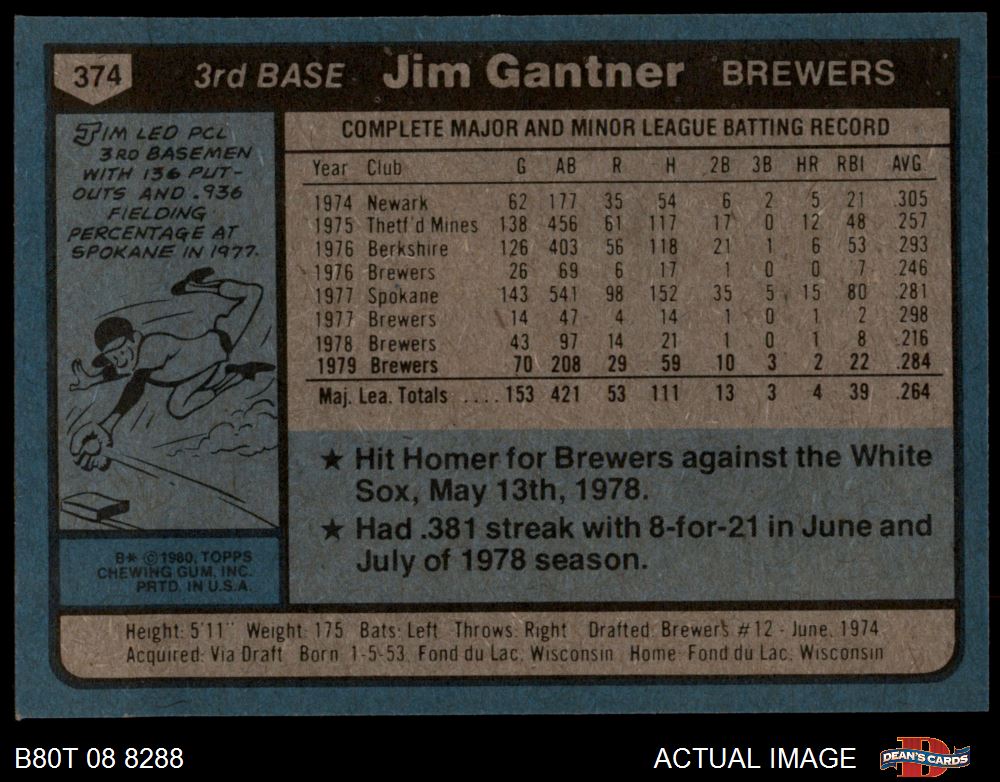 374 3rd BASE Jim Gantner BREWERS
JIM LED PCL
3RD BASEMEN
WITH 136 PUT-
OUTS AND .936
FIELDING
PERCENTAGE AT
SPOKANE IN 1977.
B* © 1980, TOPPS
CHEWING GUM, INC.
PRTD. IN U.S.A.
COMPLETE MAJOR AND MINOR LEAGUE BATTING RECORD
Year Club G AB R H 2B 3B HR RBI AVG.
1974 Newark 62 177 35 54 6 2 5 21 .305
1975 Thetf'd Mines 138 456 61 117 17 0 12 48 .257
1976 Berkshire 126 403 56 118 21 1 6 53 .293
1976 Brewers 26 69 6 17 1 0 0 7 .246
1977 Spokane 143 541 98 152 35 5 15 80 .281
1977 Brewers 14 47 4 14 1 0 1 2 .298
1978 Brewers 43 97 14 21 1 0 1 8 .216
1979 Brewers 70 208 29 59 10 3 2 22 .284
Maj. Lea. Totals ....153 421 53 111 13 3 4 39 .264
★ Hit Homer for Brewers against the White
Sox, May 13th, 1978.
★ Had .381 streak with 8-for-21 in June and
July of 1978 season.
Height: 5'11" Weight: 175 Bats: Left Throws: Right Drafted: Brewers #12 - June, 1974
Acquired: Via Draft Born 1-5-53, Fond du Lac, Wisconsin Home: Fond du Lac, Wisconsin
B80T 08 8288
ACTUAL IMAGE
D
DEAN'S CARDS